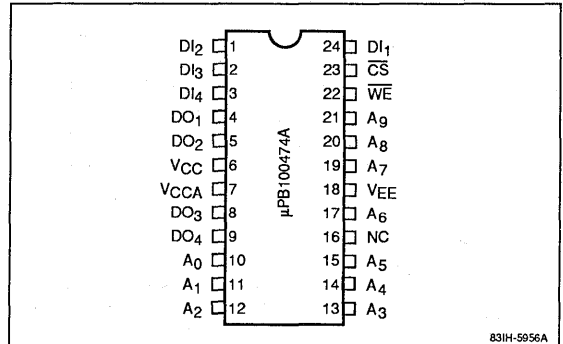 DI₂ 1 24 DI₁
DI₃ 2 23 C̅S̅
DI₄ 3 22 W̅E̅
DO₁ 4 21 A₉
DO₂ 5 20 A₈
VCC 6 19 A₇
VCCA 7 18 VEE
DO₃ 8 17 A₆
DO₄ 9 16 NC
A₀ 10 15 A₅
A₁ 11 14 A₄
A₂ 12 13 A₃
µPB100474A
83IH-5956A